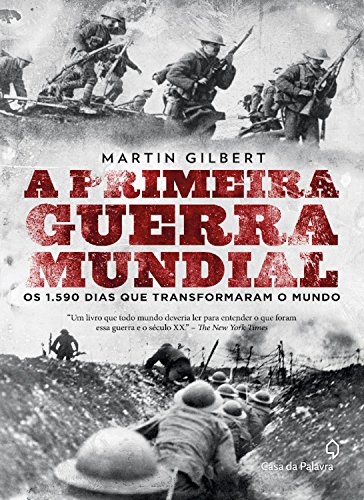 MARTIN GILBERT
A PRIMEIRA
GUERRA
MUNDIAL
OS 1.590 DIAS QUE TRANSFORMARAM O MUNDO
"Um livro que todo mundo deveria ler para entender o que foram
essa guerra e o século XX." – The New York Times
Casa da Palavra